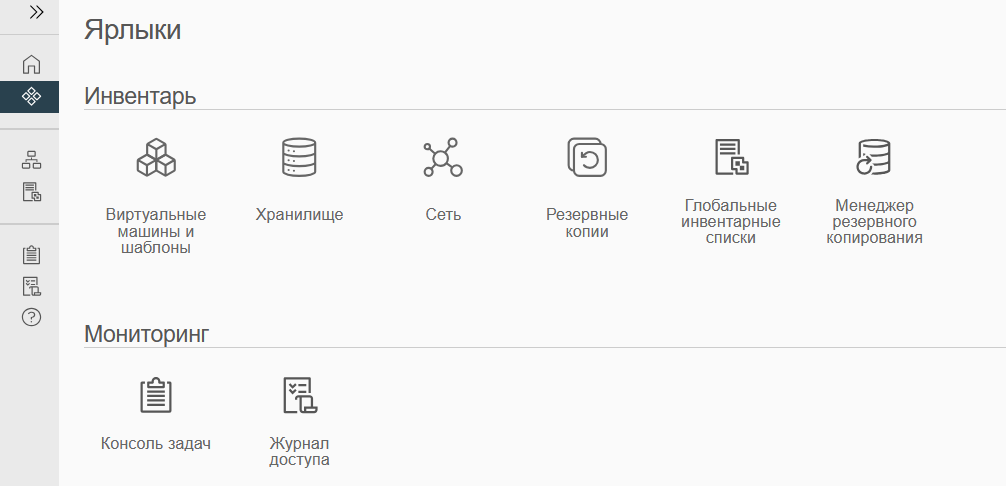 Ярлыки
Инвентарь
Виртуальные
машины и
шаблоны
Хранилище
Сеть
Резервные
копии
Глобальные
инвентарные
списки
Менеджер
резервного
копирования
Мониторинг
Консоль задач
Журнал
доступа